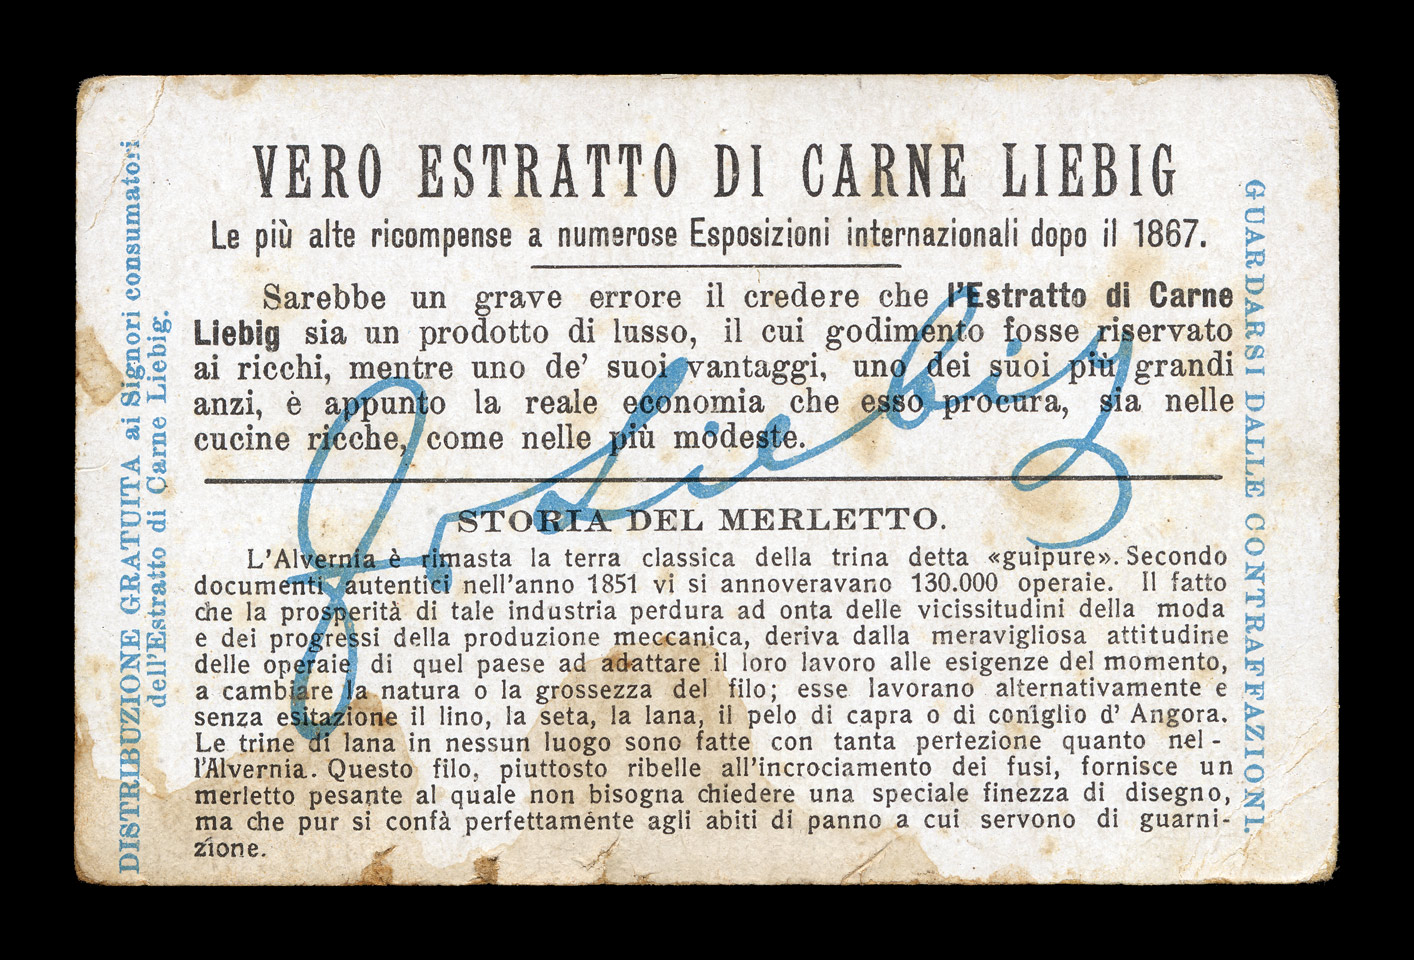 VERO ESTRATTO DI CARNE LIEBIG
Le più alte ricompense a numerose Esposizioni internazionali dopo il 1867.
Sarebbe un grave errore il credere che l'Estratto di Carne
Liebig sia un prodotto di lusso, il cui godimento fosse riservato
ai ricchi, mentre uno de' suoi vantaggi, uno dei suoi più grandi
anzi, è appunto la reale economia che esso procura, sia nelle
cucine ricche, come nelle più modeste.
STORIA DEL MERLETTO.
L'Alvernia è rimasta la terra classica della trina detta «guipure». Secondo
documenti autentici nell'anno 1851 vi si annoveravano 130.000 operaie. Il fatto
che la prosperità di tale industria perdura ad onta delle vicissitudini della moda
e dei progressi della produzione meccanica, deriva dalla meravigliosa attitudine
delle operaie di quel paese ad adattare il loro lavoro alle esigenze del momento,
a cambiare la natura o la grossezza del filo; esse lavorano alternativamente e
senza esitazione il lino, la seta, la lana, il pelo di capra o di coniglio d' Angora.
Le trine di lana in nessun luogo sono fatte con tanta perfezione quanto nel-
l'Alvernia. Questo filo, piuttosto ribelle all'incrociamento dei fusi, fornisce un
merletto pesante al quale non bisogna chiedere una speciale finezza di disegno,
ma che pur si confà perfettamente agli abiti di panno a cui servono di guarni-
zione.
DISTRIBUZIONE GRATUITA ai Signori consumatori
dell'Estratto di Carne Liebig.
GUARDARSI DALLE CONTRAFFAZIONI.
J v Liebig